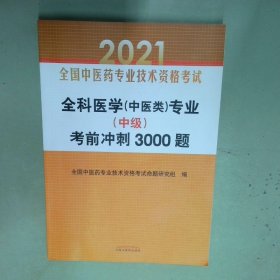 2021
全国中医药专业技术资格考试
全科医学(中医类)专业
(中级)
考前冲刺3000题
全国中医药专业技术资格考试命题研究组 编